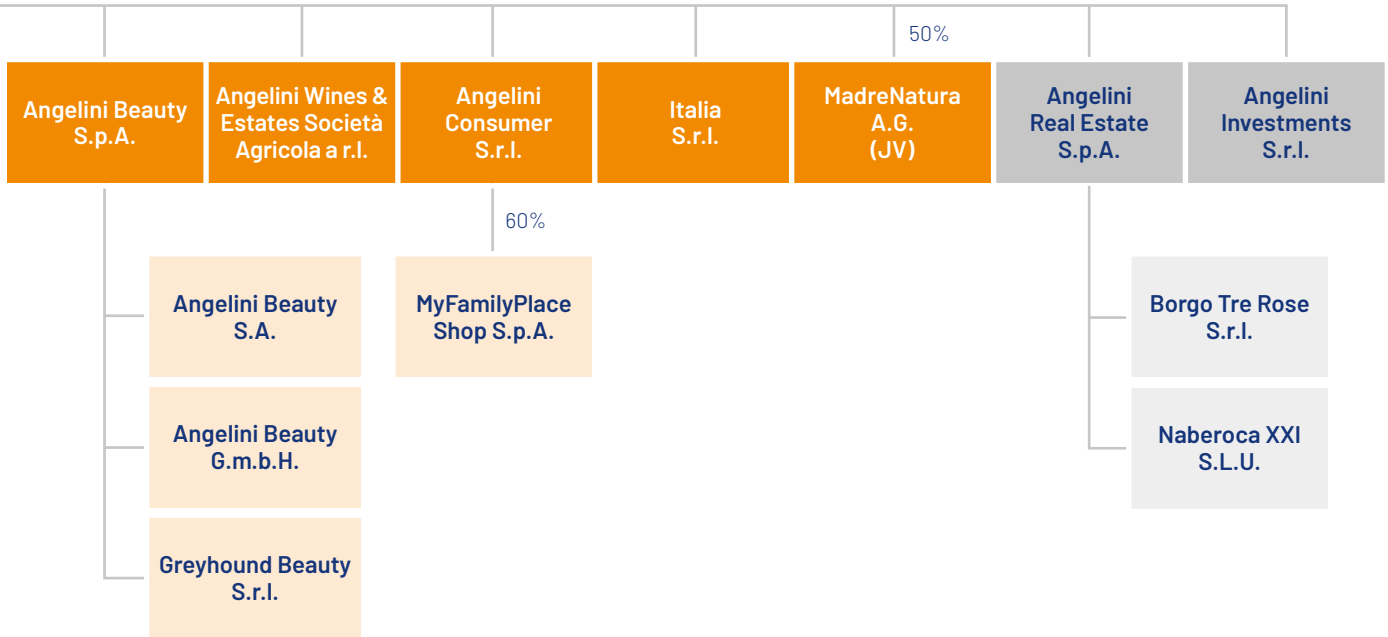 50%
Angelini Beauty
S.p.A.
Angelini Wines &
Estates Società
Agricola a r.l.
Angelini
Consumer
S.r.l.
Italia
S.r.l.
MadreNatura
A.G.
(JV)
Angelini
Real Estate
S.p.A.
Angelini
Investments
S.r.l.
60%
Angelini Beauty
S.A.
MyFamilyPlace
Shop S.p.A.
Borgo Tre Rose
S.r.l.
Angelini Beauty
G.m.b.H.
Naberoca XXI
S.L.U.
Greyhound Beauty
S.r.l.